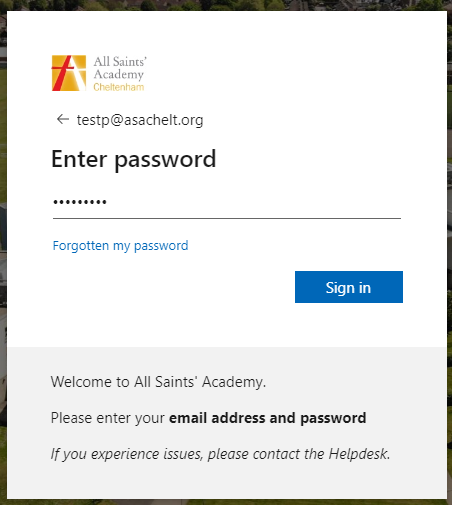 All Saints'
Academy
Cheltenham
← testp@asachelt.org
Enter password
•••••••••
Forgotten my password
Sign in
Welcome to All Saints' Academy.
Please enter your email address and password
If you experience issues, please contact the Helpdesk.